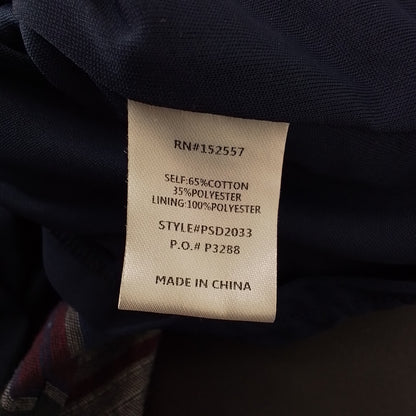 RN#152557
SELF:65%COTTON
35%POLYESTER
LINING:100%POLYESTER
STYLE#PSD2033
P.O.# P3288
MADE IN CHINA